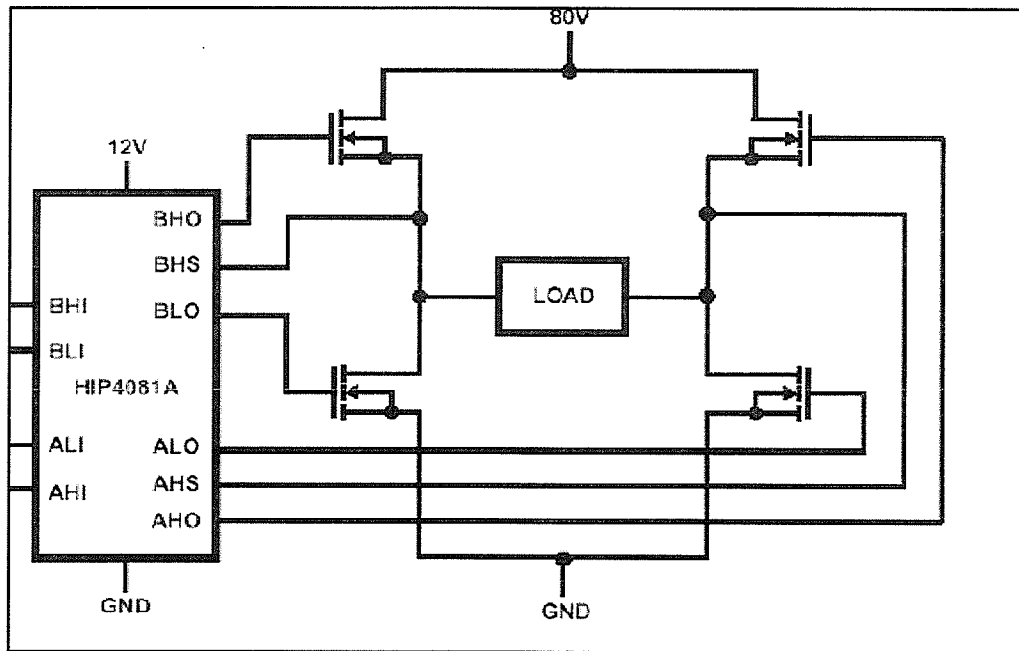 80V
12V
BHO
BHS
BHI
BLO
LOAD
BLI
HIP4081A
ALI
ALO
AHI
AHS
AHO
GND
GND